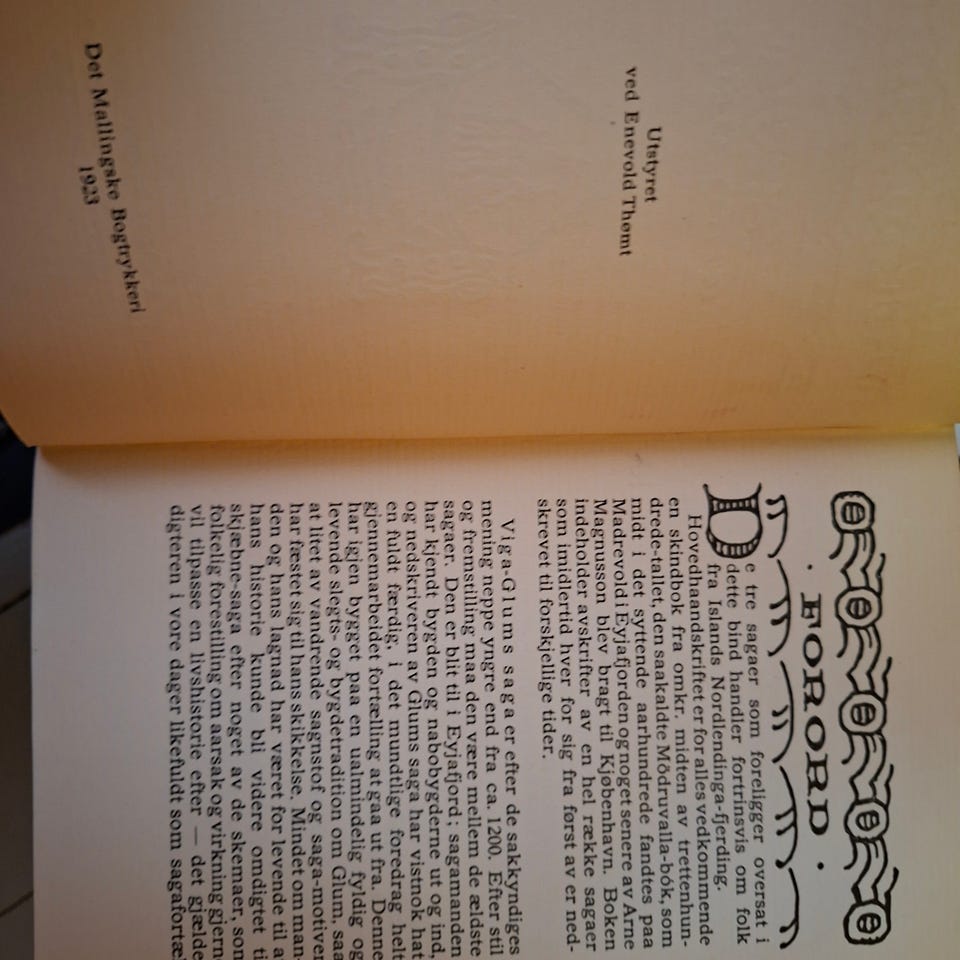 Utstyret
ved Enevold Thømt
Det Mallingske Bogtrykkeri
1923
· FORORD ·
De tre sagaer som foreligger oversat i
dette bind handler fortrinsvis om folk
fra Islands Nordlendinga-fjerding.
Hovedhaandskriftet er for alles vedkommende
en skindbok fra omkr. midten av trettenhun-
drede-tallet, den saakaldte Mödruvalla-bók, som
midt i det syttende aarhundrede fandtes paa
Madrevold i Eyjafjorden og noget senere av Arne
Magnusson blev bragt til Kjøbenhavn. Boken
indeholder avskrifter av en hel række sagaer
som imidlertid hver for sig fra først av er ned-
skrevet til forskjellige tider.
Viga-Glums saga er efter de sakkyndiges
mening neppe yngre end fra ca. 1200. Efter stil
og fremstilling maa den være mellem de ældste
sagaer. Den er blit til i Eyjafjord; sagamanden
har kjendt bygden og nabobygderne ut og ind,
og nedskriveren av Glums saga har vistnok hat
en fuldt færdig, i det mundtlige foredrag helt
gjennemarbeidet fortælling at gaa ut fra. Denne
har igjen bygget paa en ualmindelig fyldig og
levende slegts- og bygdetradition om Glum, saa
at litet av vandrende sagnstof og saga-motiver
har fæstet sig til hans skikkelse. Mindet om man-
den og hans lagnad har været for levende til a
hans historie kunde bli videre omdigtet ti
skjæbne-saga efter noget av de skemaer, som
folkelig forestilling om aarsak og virkning gjern
vil tilpasse en livshistorie efter — det gjælde
digteren i vore dager likefuldt som sagafortæl